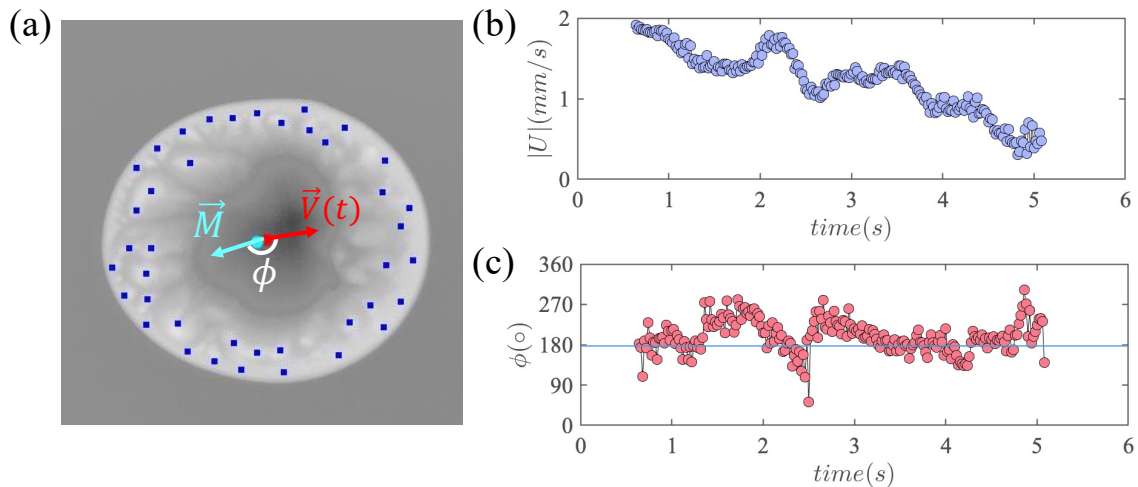 (a)
M⃗
V⃗(t)
ϕ
(b)
2
1
0
|U|(mm/s)
0 1 2 3 4 5 6
time(s)
(c)
360
270
180
90
0
ϕ(○)
0 1 2 3 4 5 6
time(s)